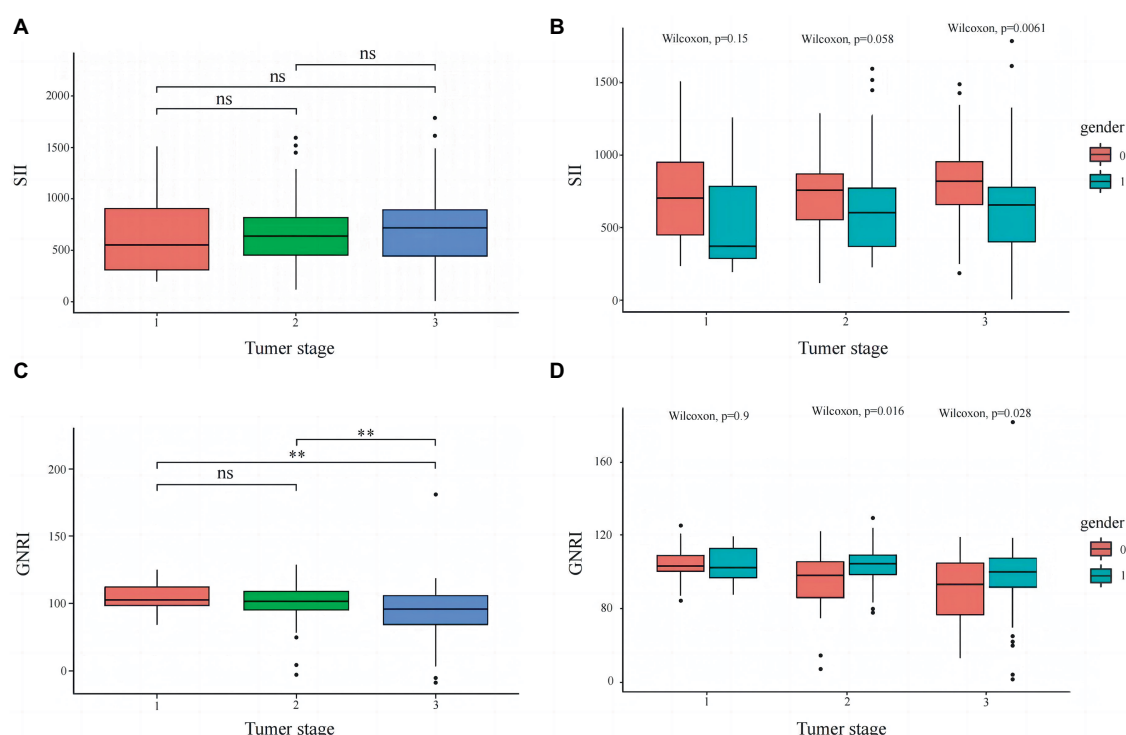 A
ns
ns
ns
2000
1500
1000
500
0
SII
1
2
3
Tumer stage
B
Wilcoxon, p=0.15
Wilcoxon, p=0.058
Wilcoxon, p=0.0061
1500
1000
500
0
SII
1
2
3
Tumer stage
gender
0
1
C
**
**
ns
200
150
100
0
GNRI
1
2
3
Tumer stage
D
Wilcoxon, p=0.9
Wilcoxon, p=0.016
Wilcoxon, p=0.028
160
120
80
0
GNRI
1
2
3
Tumer stage
gender
0
1